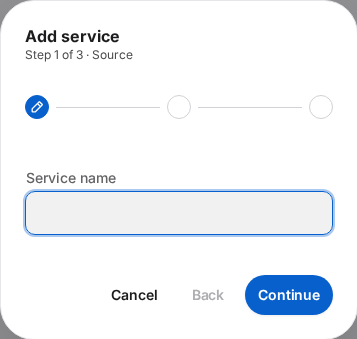 Add service
Step 1 of 3 · Source
Service name
Cancel
Back
Continue